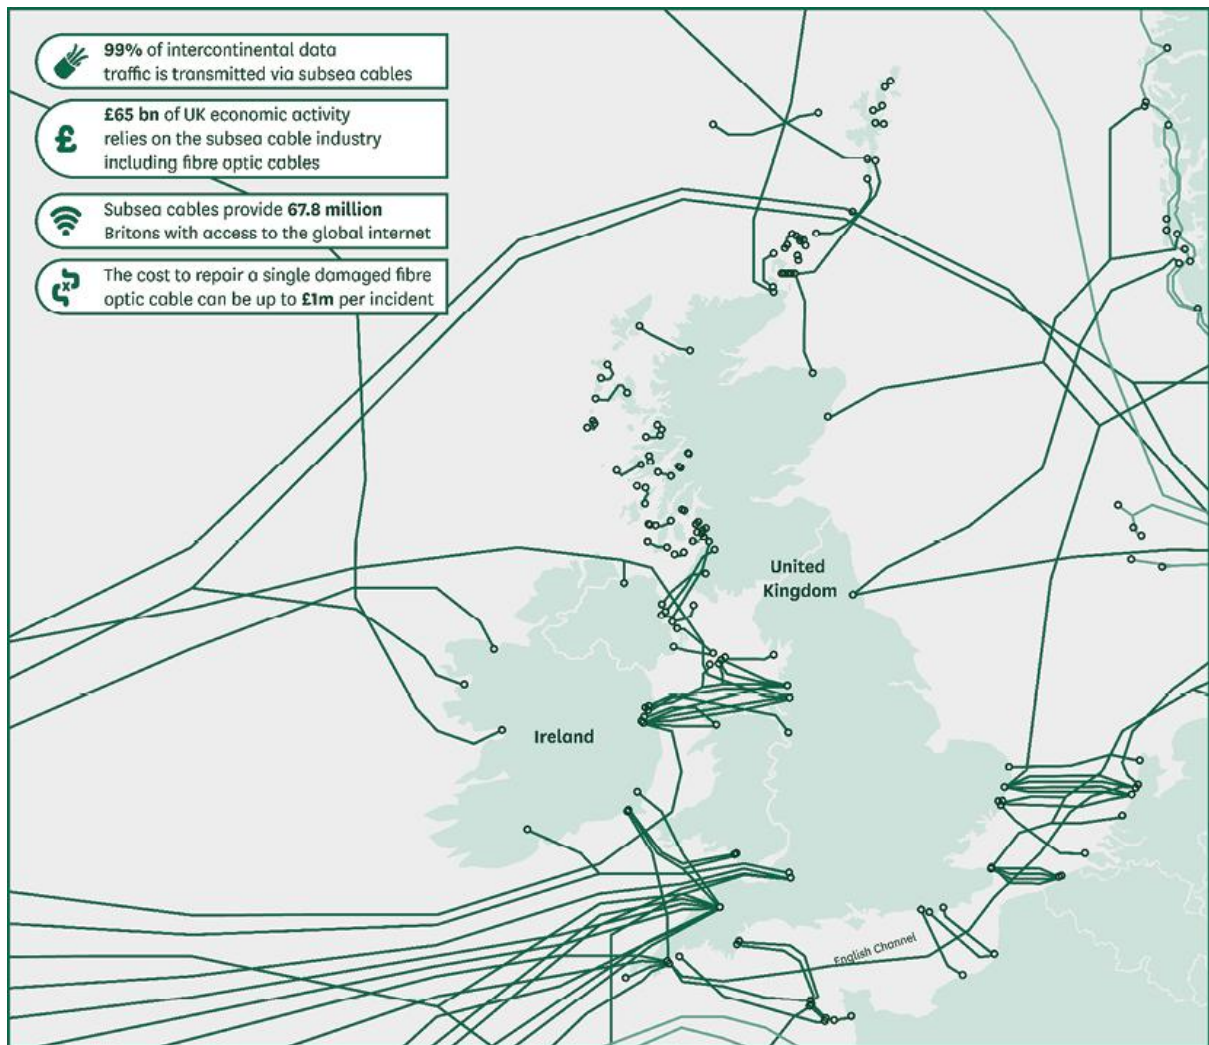 99% of intercontinental data
traffic is transmitted via subsea cables
£
£65 bn of UK economic activity
relies on the subsea cable industry
including fibre optic cables
Subsea cables provide 67.8 million
Britons with access to the global internet
The cost to repair a single damaged fibre
optic cable can be up to £1m per incident
United
Kingdom
Ireland
English Channel